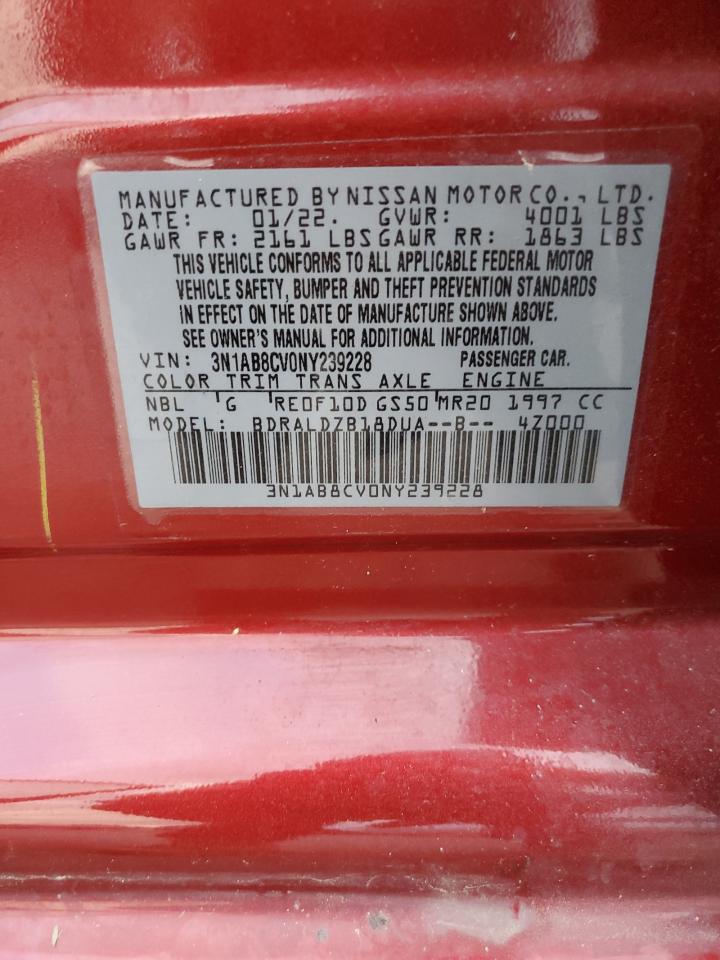 MANUFACTURED BY NISSAN MOTOR CO., LTD.
DATE: 01/22. GVWR: 4001 LBS
GAWR FR: 2161 LBS GAWR RR: 1863 LBS
THIS VEHICLE CONFORMS TO ALL APPLICABLE FEDERAL MOTOR
VEHICLE SAFETY, BUMPER AND THEFT PREVENTION STANDARDS
IN EFFECT ON THE DATE OF MANUFACTURE SHOWN ABOVE.
SEE OWNER'S MANUAL FOR ADDITIONAL INFORMATION.
VIN: 3N1AB8CV0NY239228 PASSENGER CAR.
COLOR TRIM TRANS AXLE ENGINE
NBL 'G 'RE0F10D GS50'MR20 1997 CC
MODEL: BDRALDZB18DUA--B-- 4Z000
3N1AB8CV0NY239228